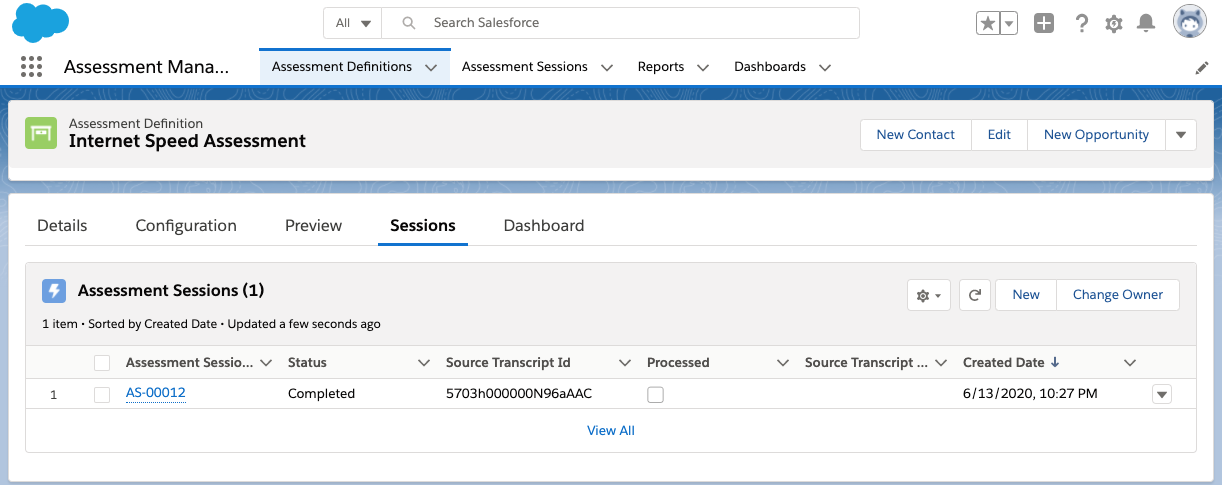 All Search Salesforce
Assessment Mana... Assessment Definitions Assessment Sessions Reports Dashboards
Assessment Definition
Internet Speed Assessment
New Contact Edit New Opportunity
Details Configuration Preview Sessions Dashboard
Assessment Sessions (1)
New Change Owner
1 item • Sorted by Created Date • Updated a few seconds ago
Assessment Sessio... Status Source Transcript Id Processed Source Transcript ... Created Date
1 AS-00012 Completed 5703h000000N96aAAC 6/13/2020, 10:27 PM
View All